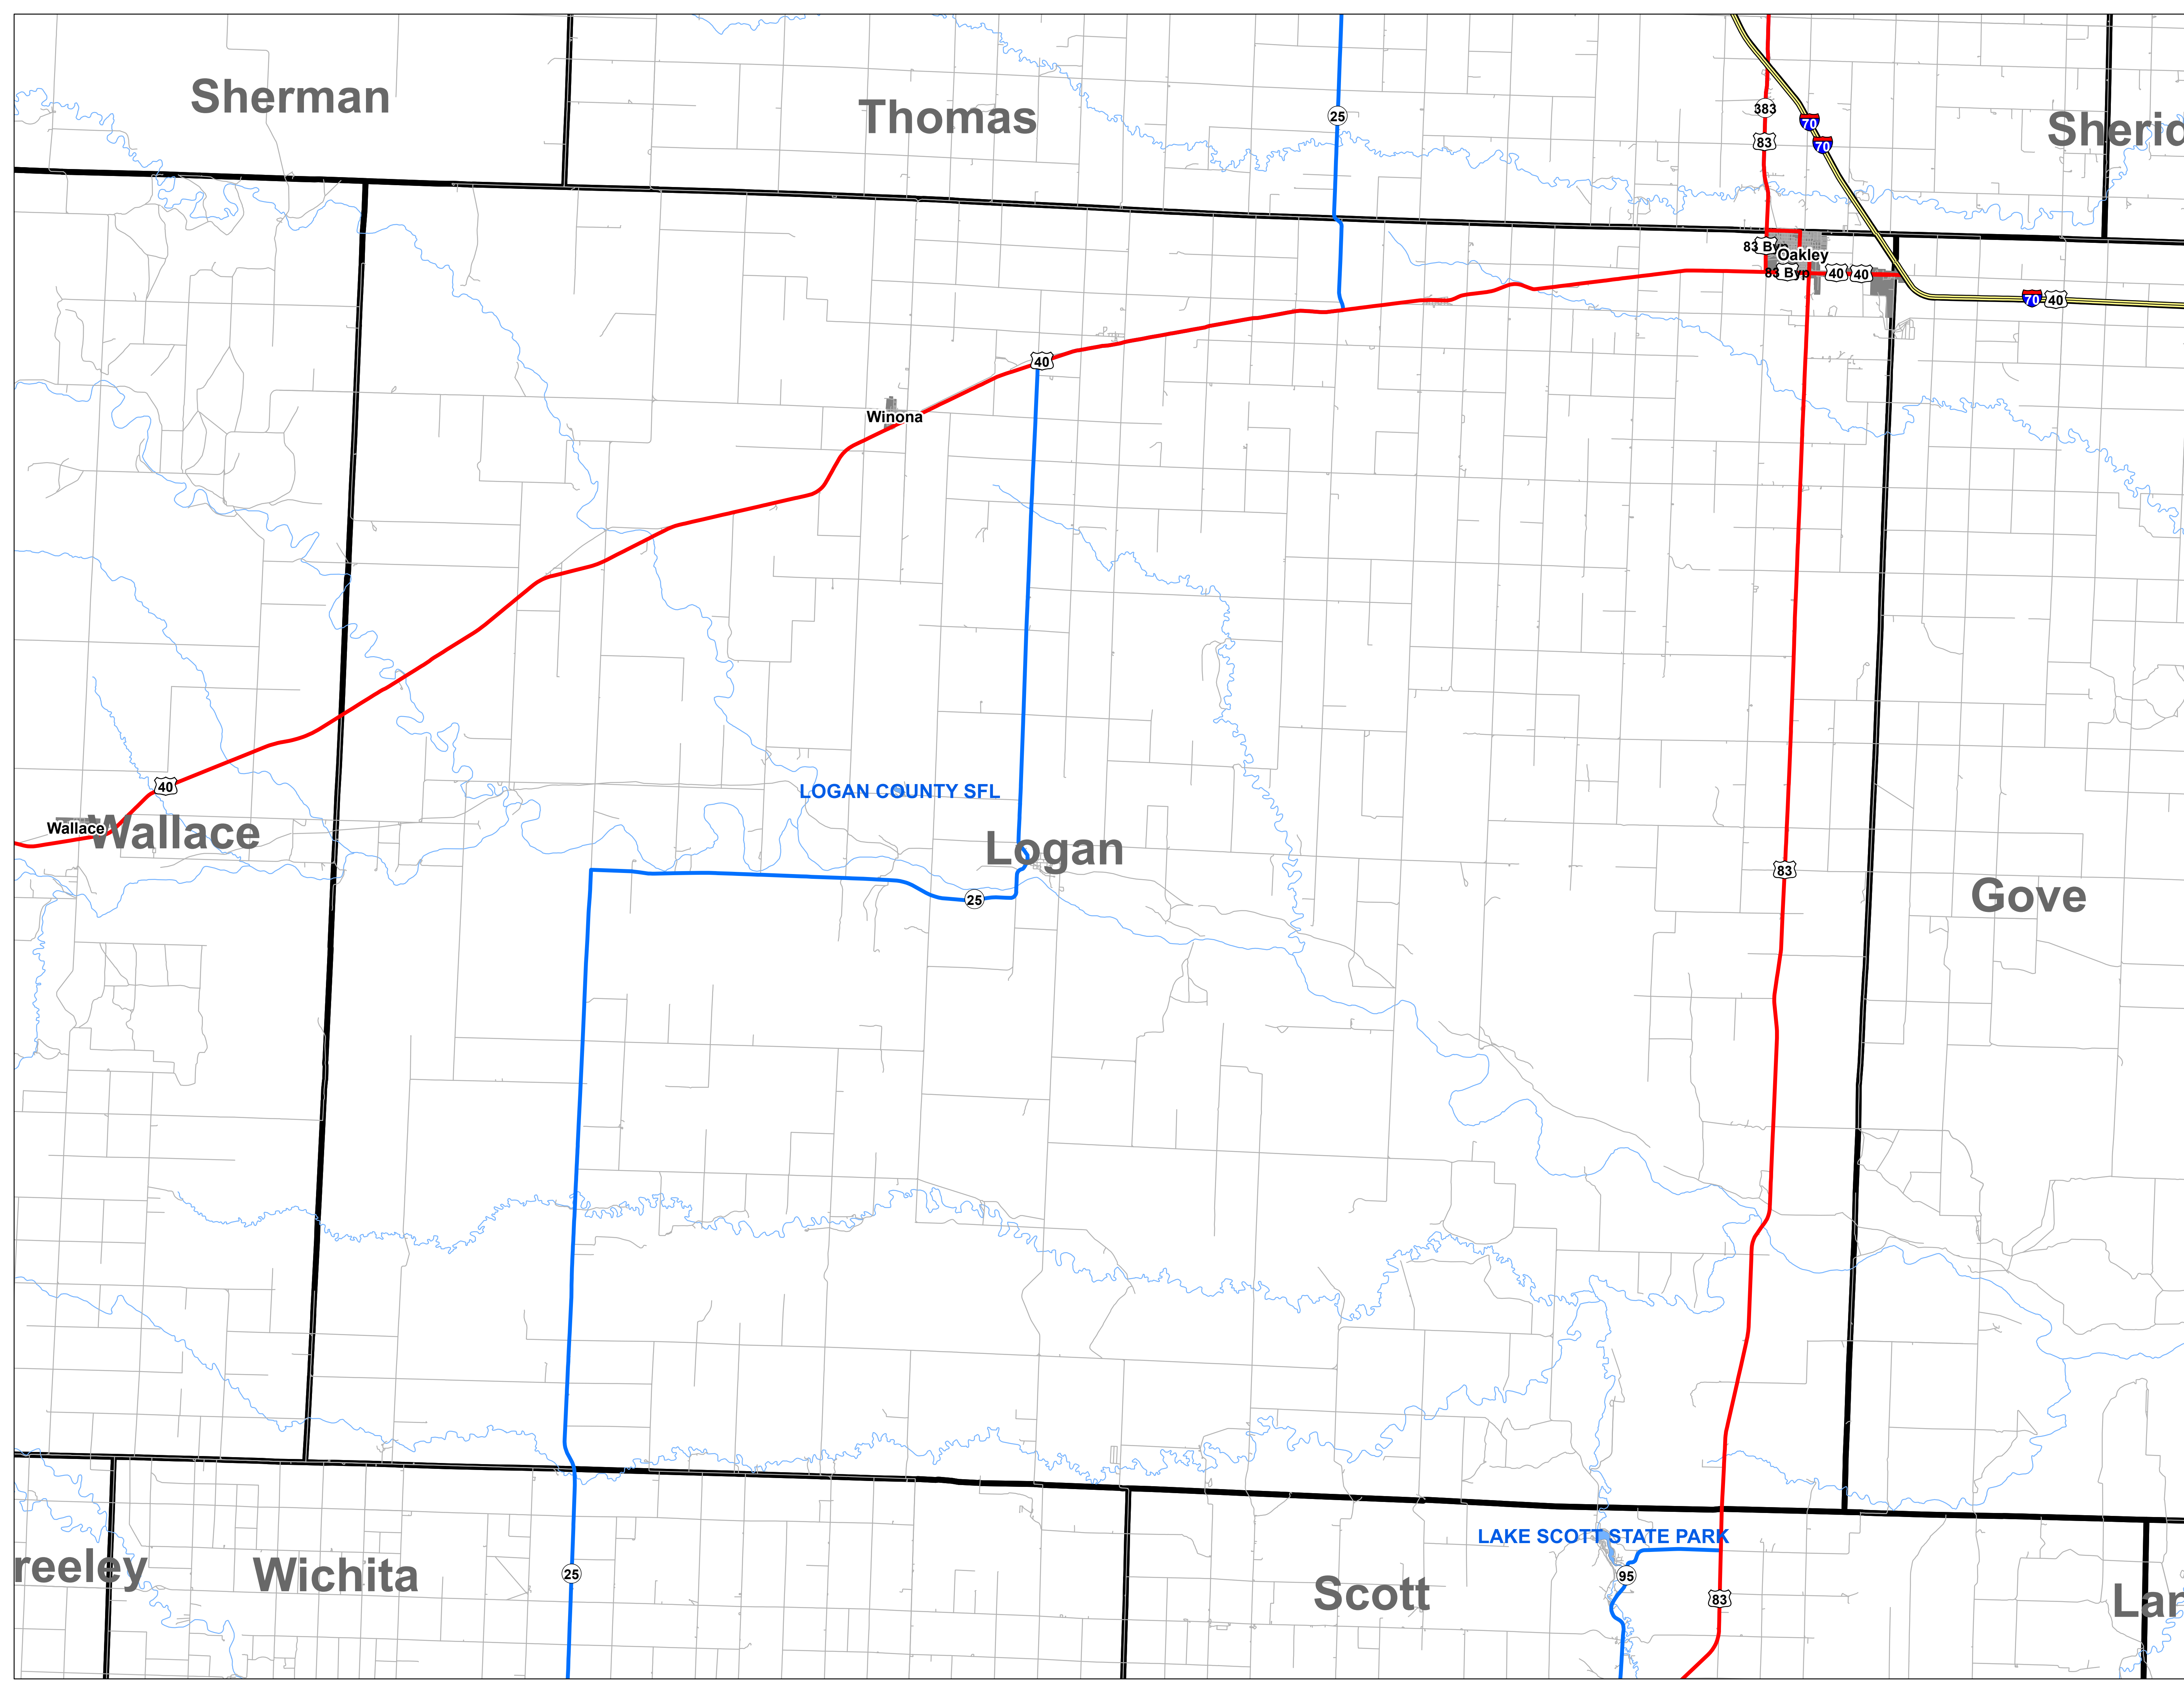 Sherman
Thomas
25
383
83
70
70
Sherid
83 Byp
Oakley
83 Byp
40
40
70
40
40
Winona
40
Wallace
Wallace
LOGAN COUNTY SFL
Logan
25
83
Gove
LAKE SCOTT STATE PARK
reeley
Wichita
25
Scott
95
83
Lan